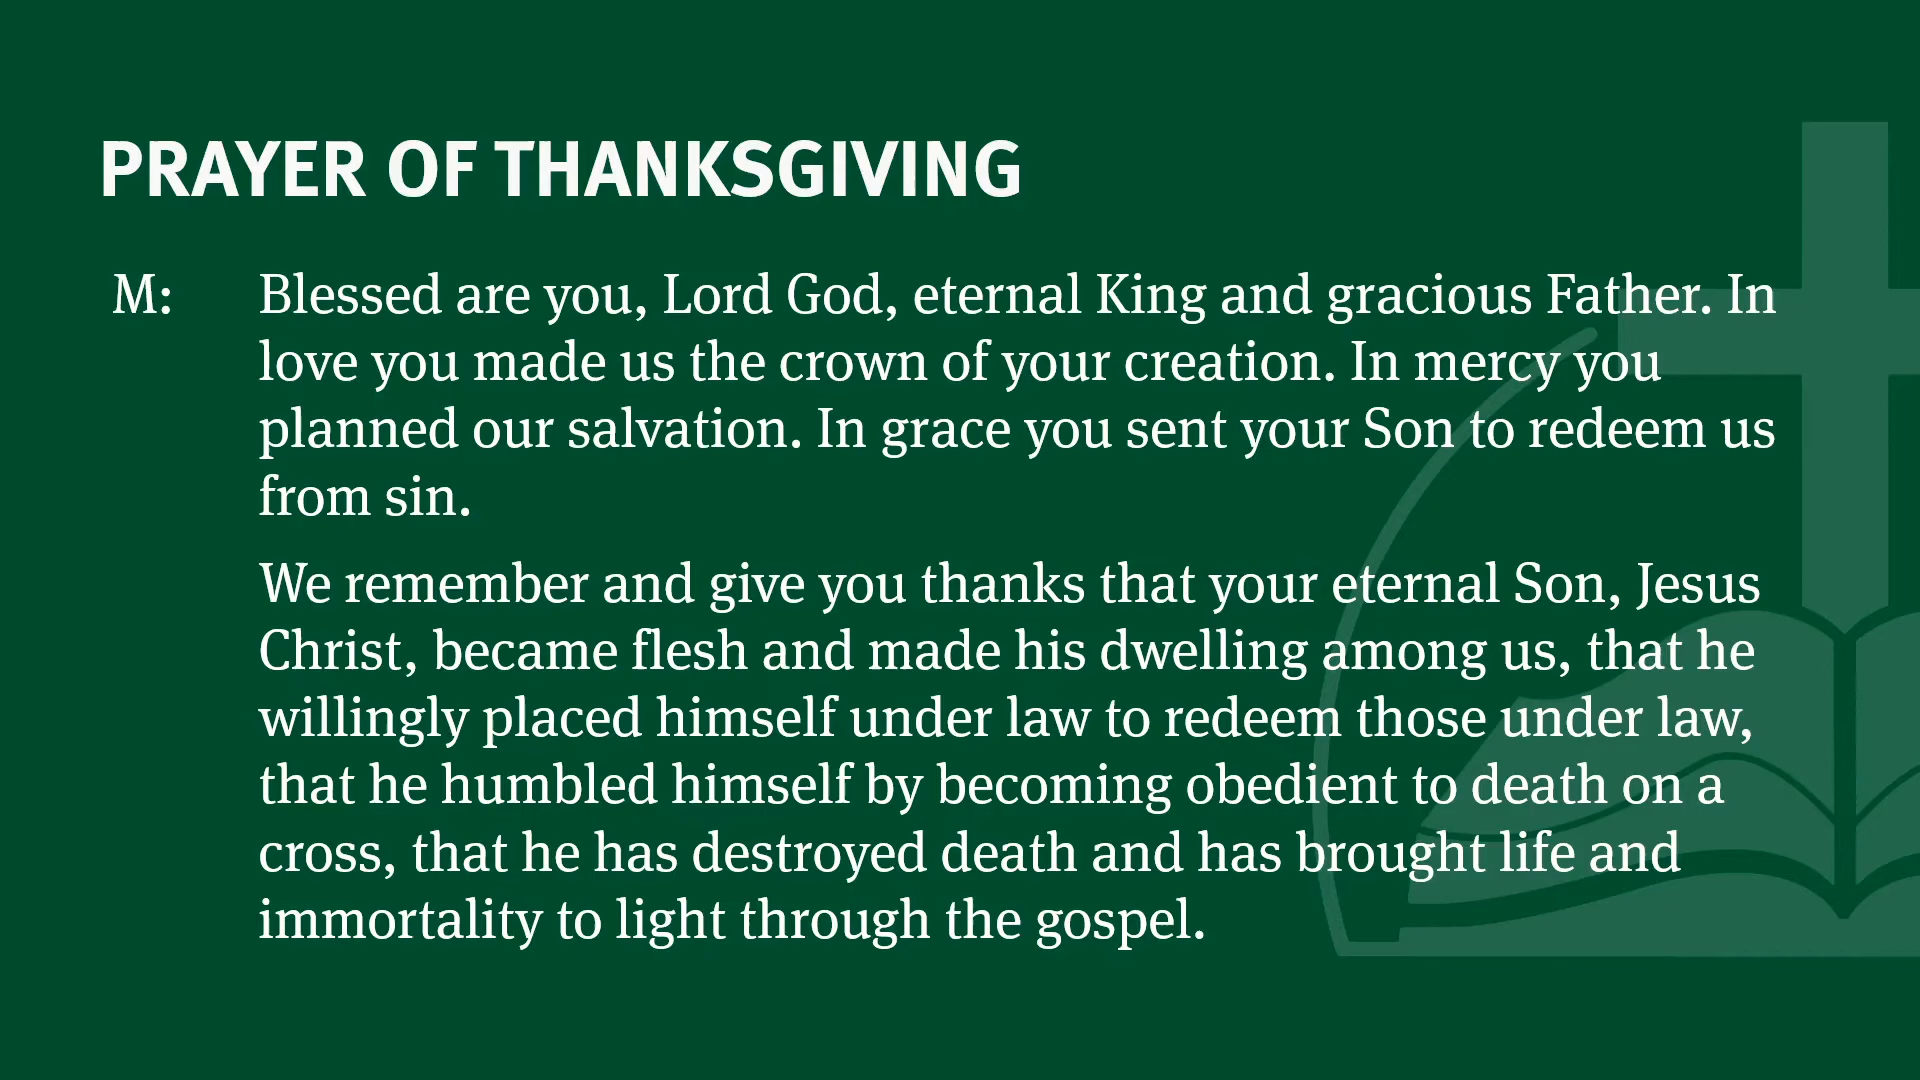 PRAYER OF THANKSGIVING
M: Blessed are you, Lord God, eternal King and gracious Father. In
love you made us the crown of your creation. In mercy you
planned our salvation. In grace you sent your Son to redeem us
from sin.
We remember and give you thanks that your eternal Son, Jesus
Christ, became flesh and made his dwelling among us, that he
willingly placed himself under law to redeem those under law,
that he humbled himself by becoming obedient to death on a
cross, that he has destroyed death and has brought life and
immortality to light through the gospel.